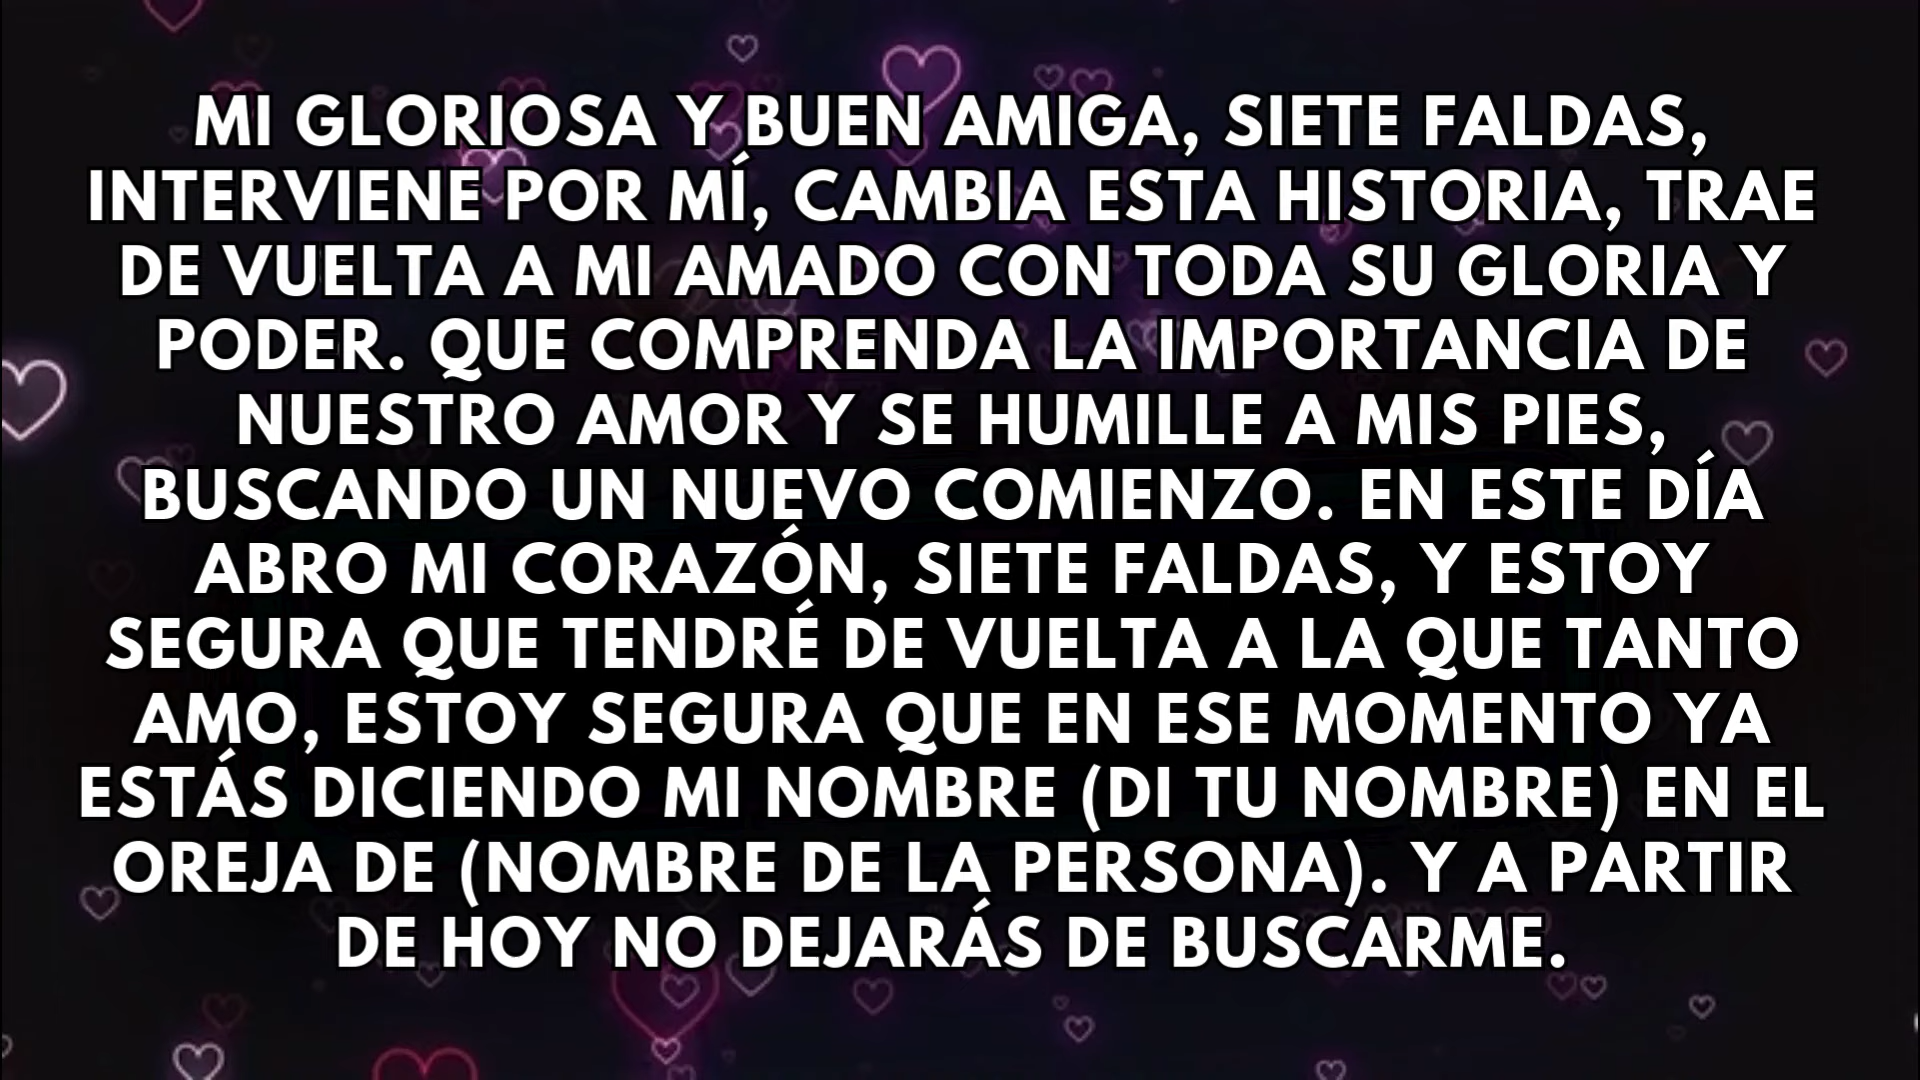 MI GLORIOSA Y BUEN AMIGA, SIETE FALDAS,
INTERVIENE POR MÍ, CAMBIA ESTA HISTORIA, TRAE
DE VUELTA A MI AMADO CON TODA SU GLORIA Y
PODER. QUE COMPRENDA LA IMPORTANCIA DE
NUESTRO AMOR Y SE HUMILLE A MIS PIES,
BUSCANDO UN NUEVO COMIENZO. EN ESTE DÍA
ABRO MI CORAZÓN, SIETE FALDAS, Y ESTOY
SEGURA QUE TENDRÉ DE VUELTA A LA QUE TANTO
AMO, ESTOY SEGURA QUE EN ESE MOMENTO YA
ESTÁS DICIENDO MI NOMBRE (DI TU NOMBRE) EN EL
OREJA DE (NOMBRE DE LA PERSONA). Y A PARTIR
DE HOY NO DEJARÁS DE BUSCARME.